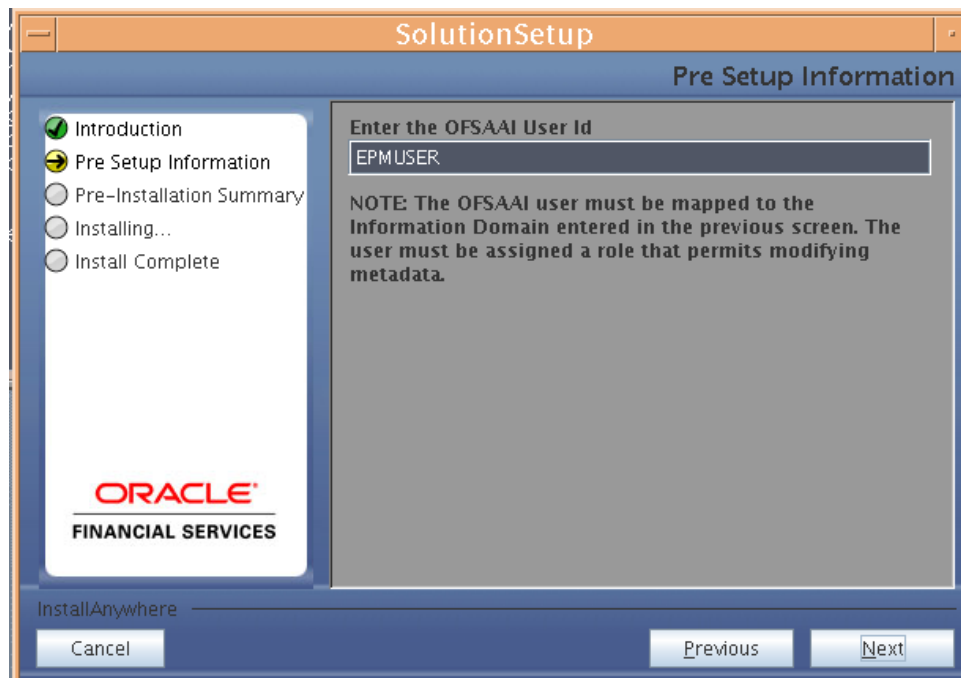 SolutionSetup
Pre Setup Information
Introduction
Pre Setup Information
Pre-Installation Summary
Installing...
Install Complete
ORACLE
FINANCIAL SERVICES
Enter the OFSAAI User Id
EPMUSER
NOTE: The OFSAAI user must be mapped to the
Information Domain entered in the previous screen. The
user must be assigned a role that permits modifying
metadata.
InstallAnywhere
Cancel
Previous
Next